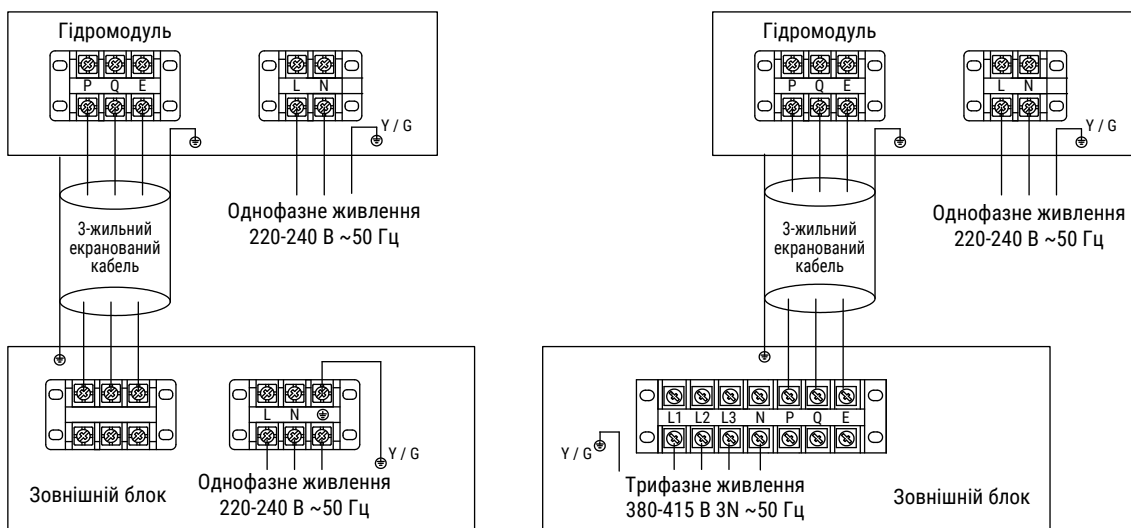 Гідромодуль
P Q E
L N
Y / G
Однофазне живлення
220-240 В ~50 Гц
3-жильний
екранований
кабель
L N
Y / G
Однофазне живлення
220-240 В ~50 Гц
Зовнішній блок
Гідромодуль
P Q E
L N
Y / G
Однофазне живлення
220-240 В ~50 Гц
3-жильний
екранований
кабель
L1 L2 L3 N P Q E
Y / G
Трифазне живлення
380-415 В 3N ~50 Гц
Зовнішній блок